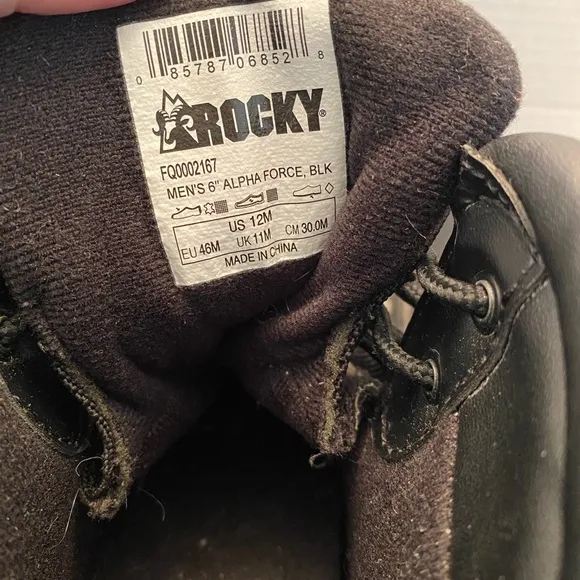 0 85787 06852 8
ROCKY®
FQ0002167
MEN'S 6" ALPHA FORCE, BLK
US 12M
EU 46M UK 11M CM 30.0M
MADE IN CHINA